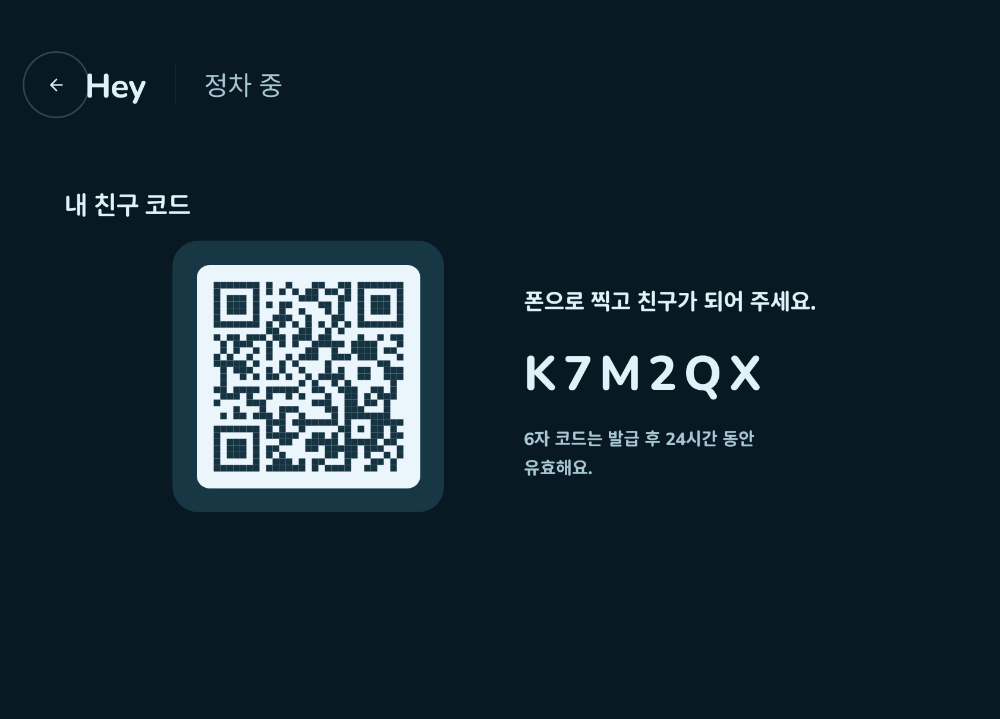 Hey
정차 중
내 친구 코드
폰으로 찍고 친구가 되어 주세요.
K7M2QX
6자 코드는 발급 후 24시간 동안
유효해요.